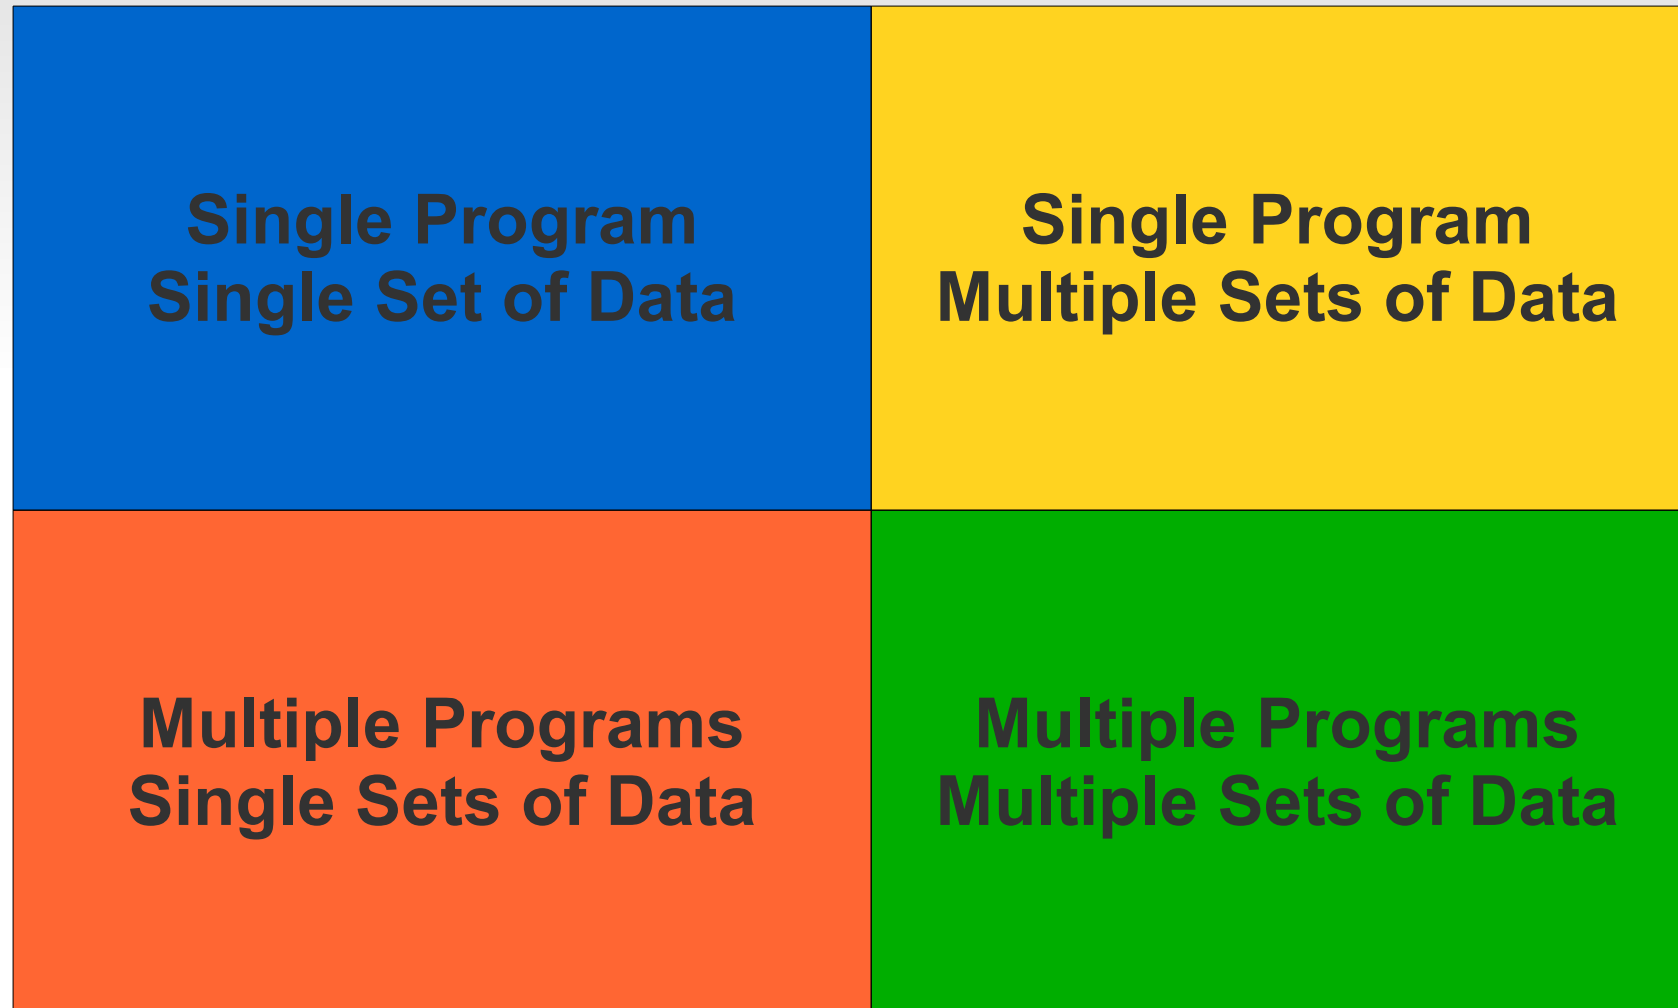 Single Program
Single Set of Data
Single Program
Multiple Sets of Data
Multiple Programs
Single Sets of Data
Multiple Programs
Multiple Sets of Data